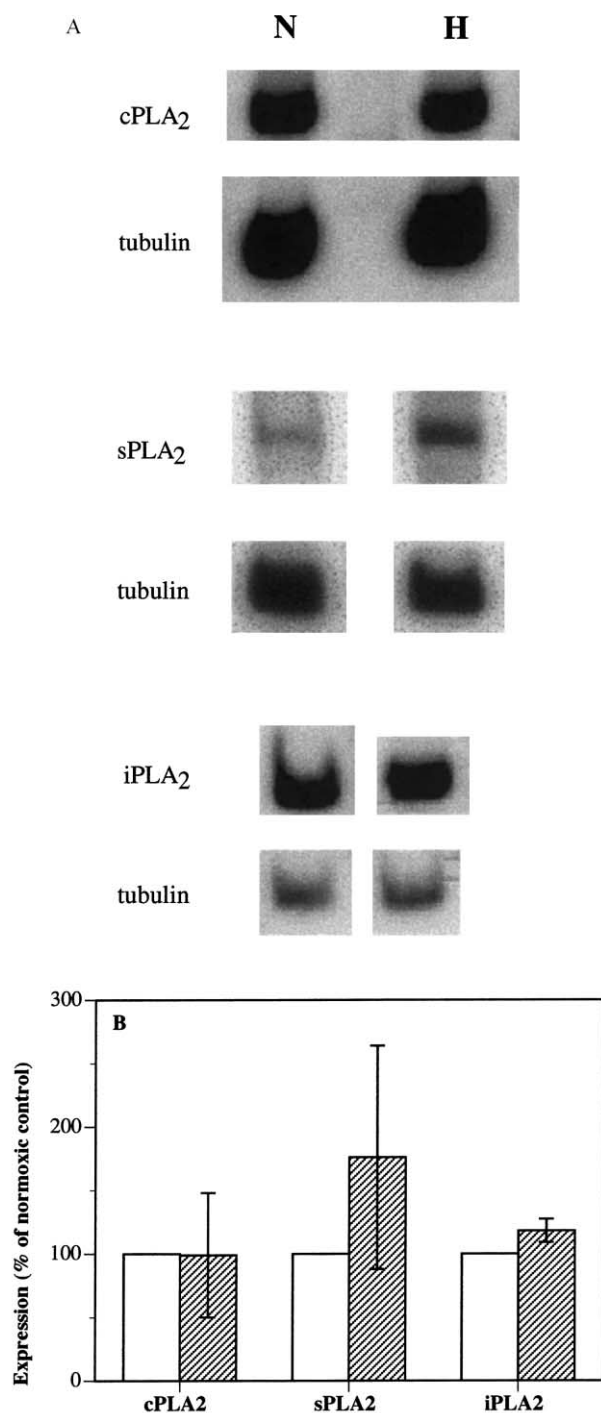 A
N H
cPLA2
tubulin
sPLA2
tubulin
iPLA2
tubulin
B
Expression (% of normoxic control)
300
200
100
0
cPLA2 sPLA2 iPLA2